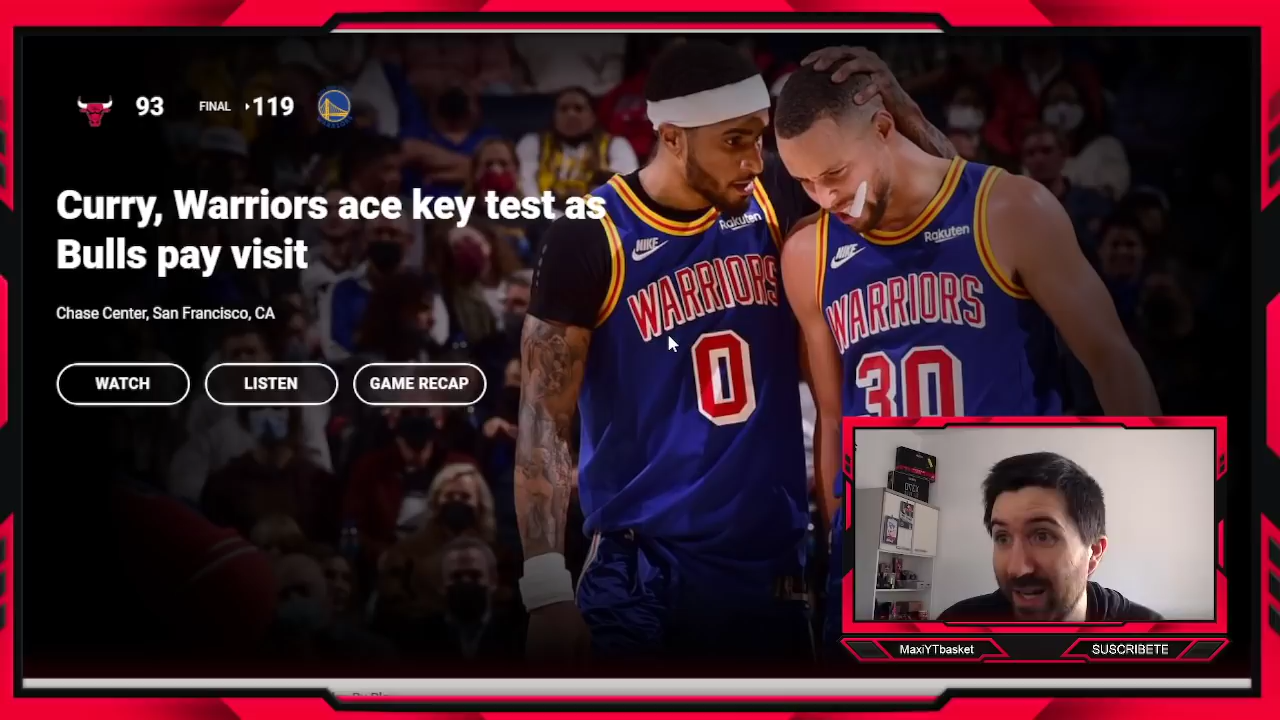 93
FINAL
119
Curry, Warriors ace key test as
Bulls pay visit
Chase Center, San Francisco, CA
WATCH
LISTEN
GAME RECAP
Rakuten
Rakuten
NIKE
NIKE
WARRIORS
WARRIORS
0
30
MaxiYTbasket
SUSCRIBETE